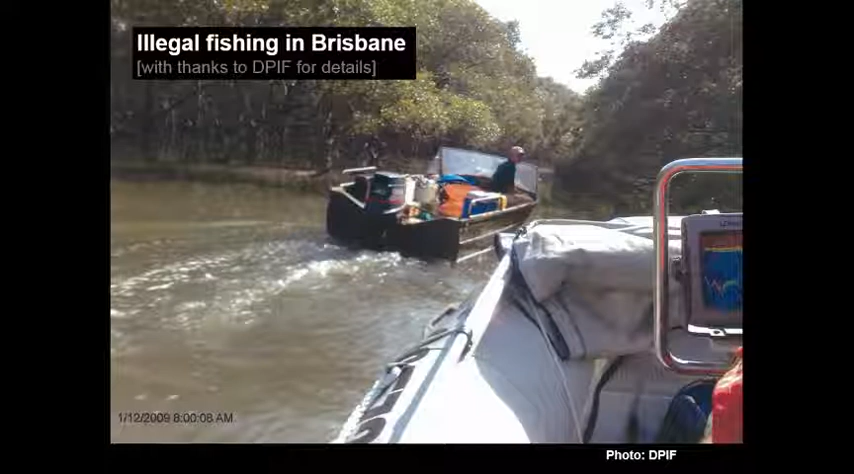 Illegal fishing in Brisbane
[with thanks to DPIF for details]
1/12/2009 8:00:08 AM
Photo: DPIF